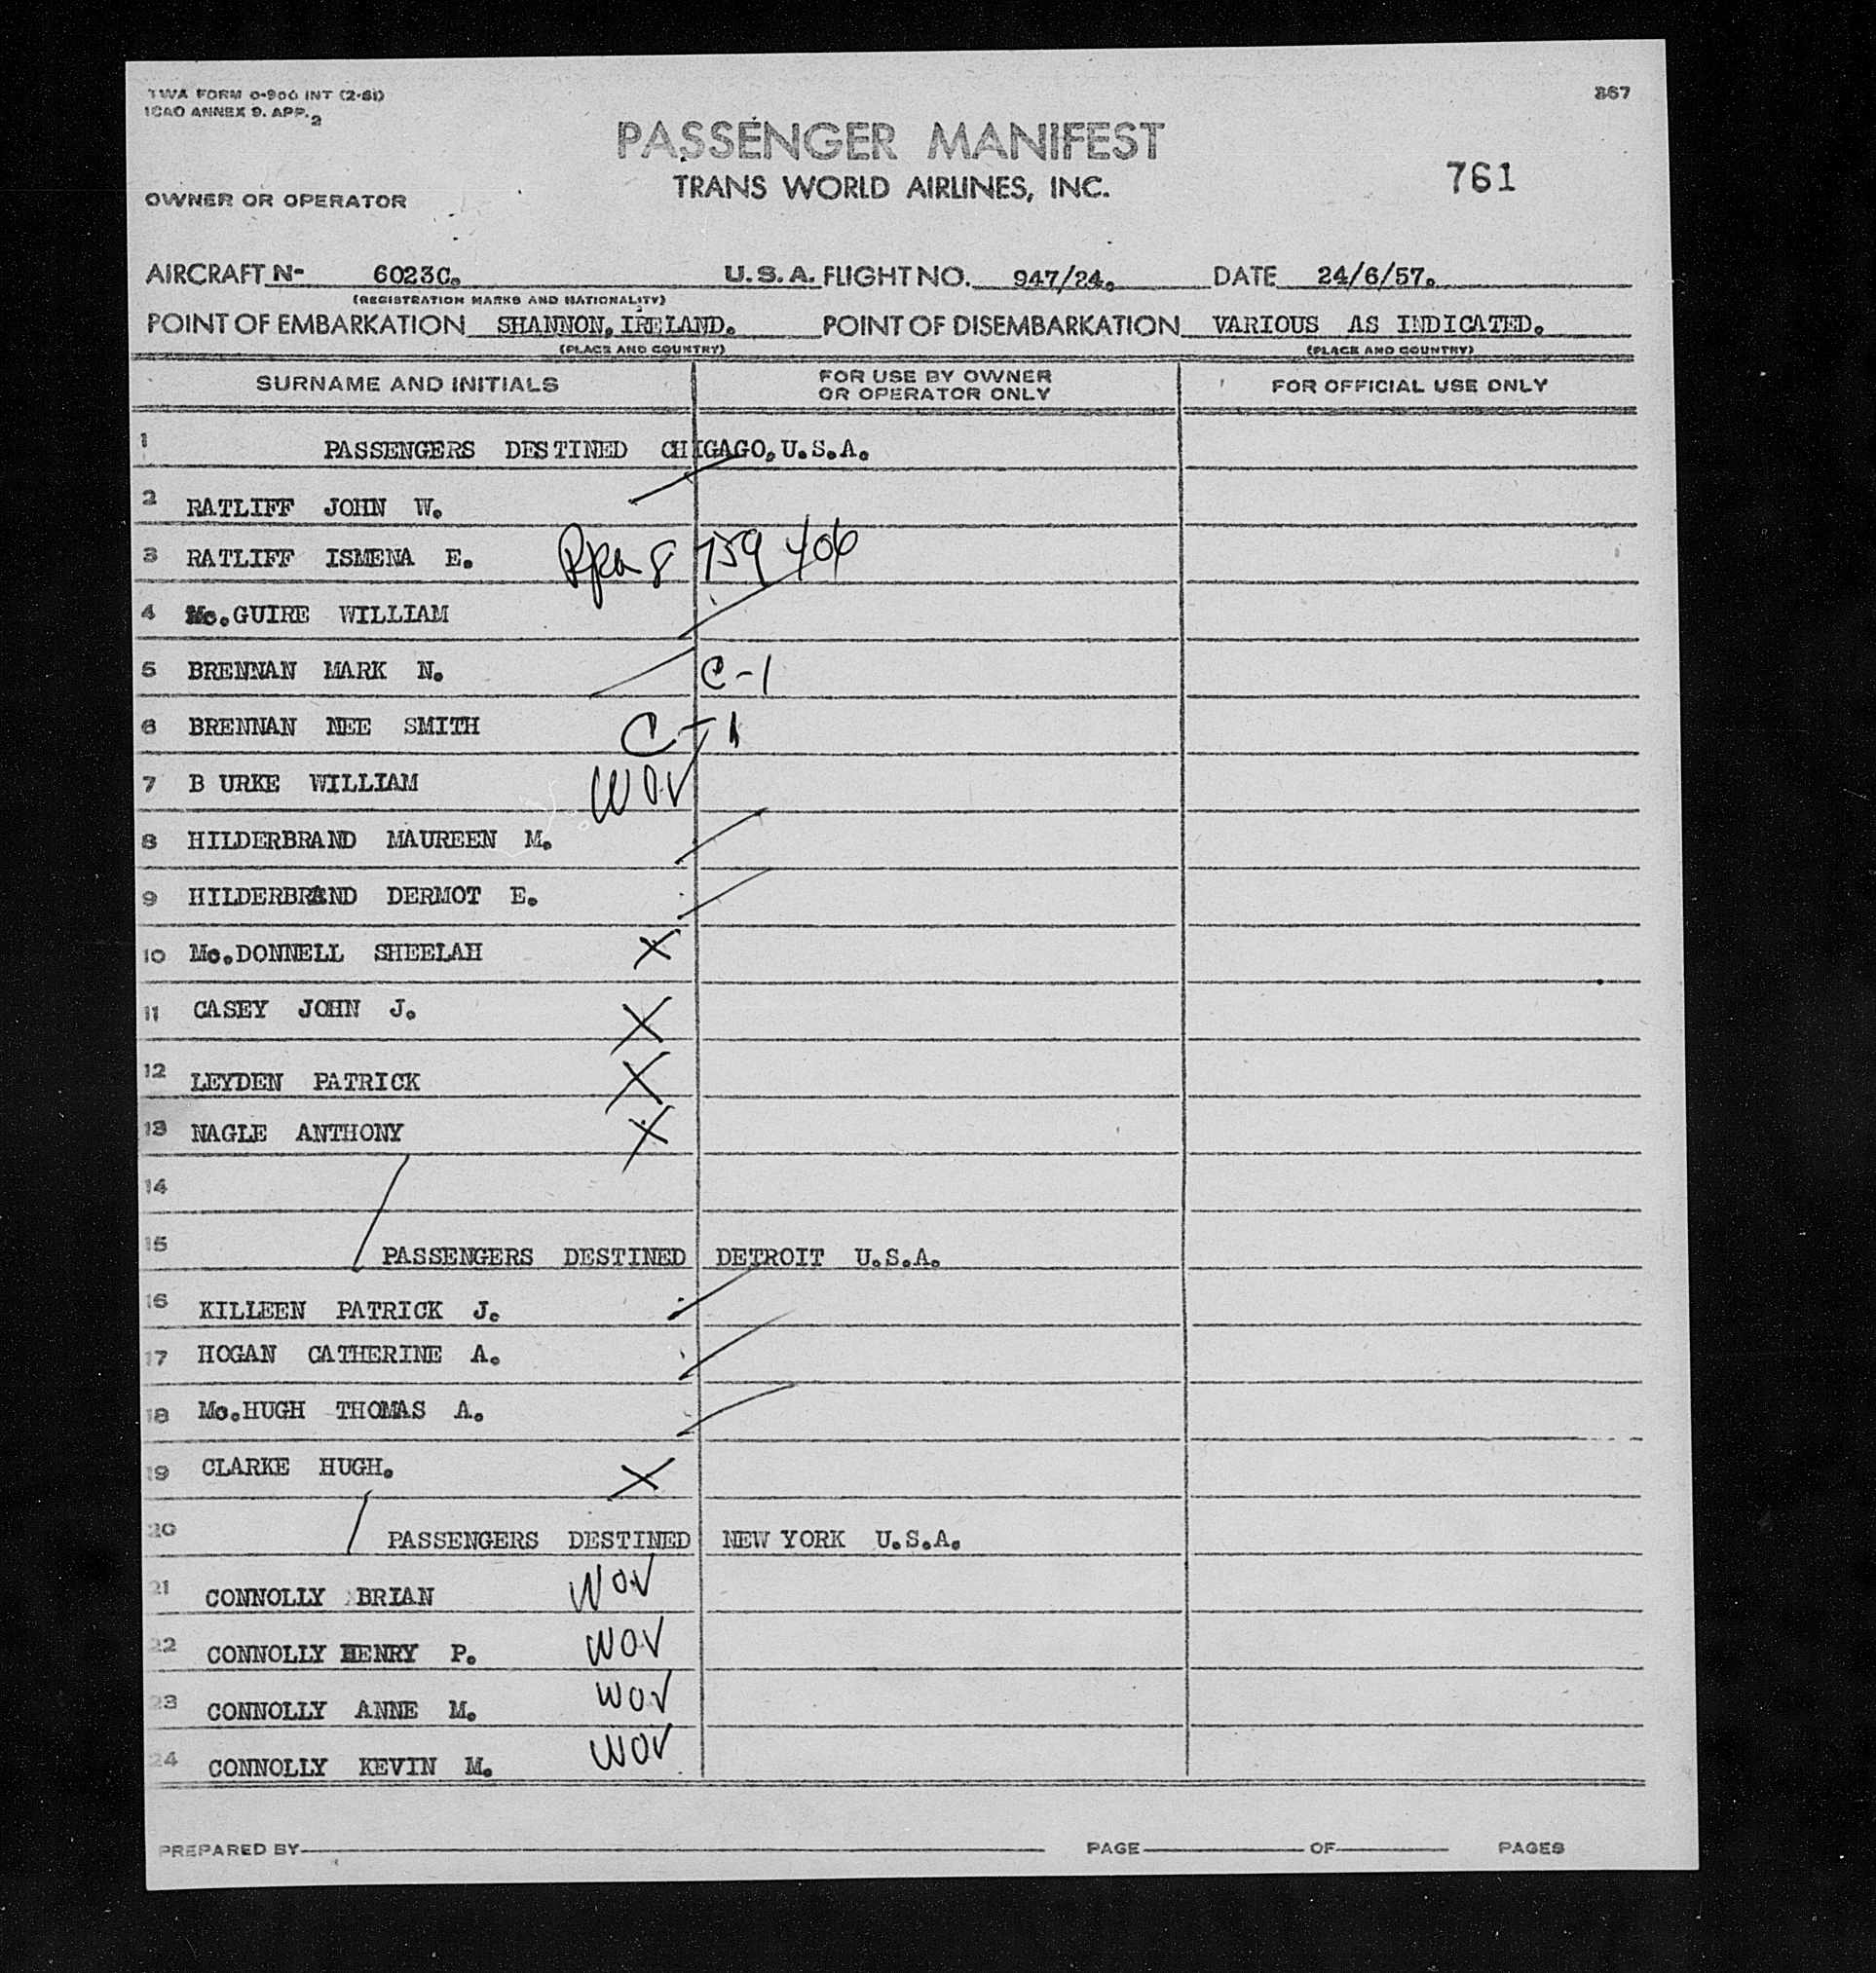 TWA FORM 0-900 INT (2-51)
ICAO ANNEX 9. APP. 2
867
PASSENGER MANIFEST
TRANS WORLD AIRLINES, INC.
761
OWNER OR OPERATOR
AIRCRAFT N- 6023C. U.S.A. FLIGHT NO. 947/24. DATE 24/6/57.
(REGISTRATION MARKS AND NATIONALITY)
POINT OF EMBARKATION SHANNON, IRELAND. POINT OF DISEMBARKATION VARIOUS AS INDICATED.
(PLACE AND COUNTRY) (PLACE AND COUNTRY)
SURNAME AND INITIALS FOR USE BY OWNER OR OPERATOR ONLY FOR OFFICIAL USE ONLY
1 PASSENGERS DESTINED CHIGAGO, U.S.A.
2 RATLIFF JOHN W.
3 RATLIFF ISMENA E. 759 406
4 Mc.GUIRE WILLIAM
5 BRENNAN MARK N. C-1
6 BRENNAN NEE SMITH C-1
7 B URKE WILLIAM WOV
8 HILDERBRAND MAUREEN M.
9 HILDERBRAND DERMOT E.
10 Mc.DONNELL SHEELAH X
11 CASEY JOHN J. X
12 LEYDEN PATRICK X
13 NAGLE ANTHONY X
14
15 PASSENGERS DESTINED DETROIT U.S.A.
16 KILLEEN PATRICK J.
17 HOGAN CATHERINE A.
18 Mc.HUGH THOMAS A.
19 CLARKE HUGH. X
20 PASSENGERS DESTINED NEW YORK U.S.A.
21 CONNOLLY BRIAN WOV
22 CONNOLLY HENRY P. WOV
23 CONNOLLY ANNE M. WOV
24 CONNOLLY KEVIN M. WOV
PREPARED BY PAGE OF PAGES